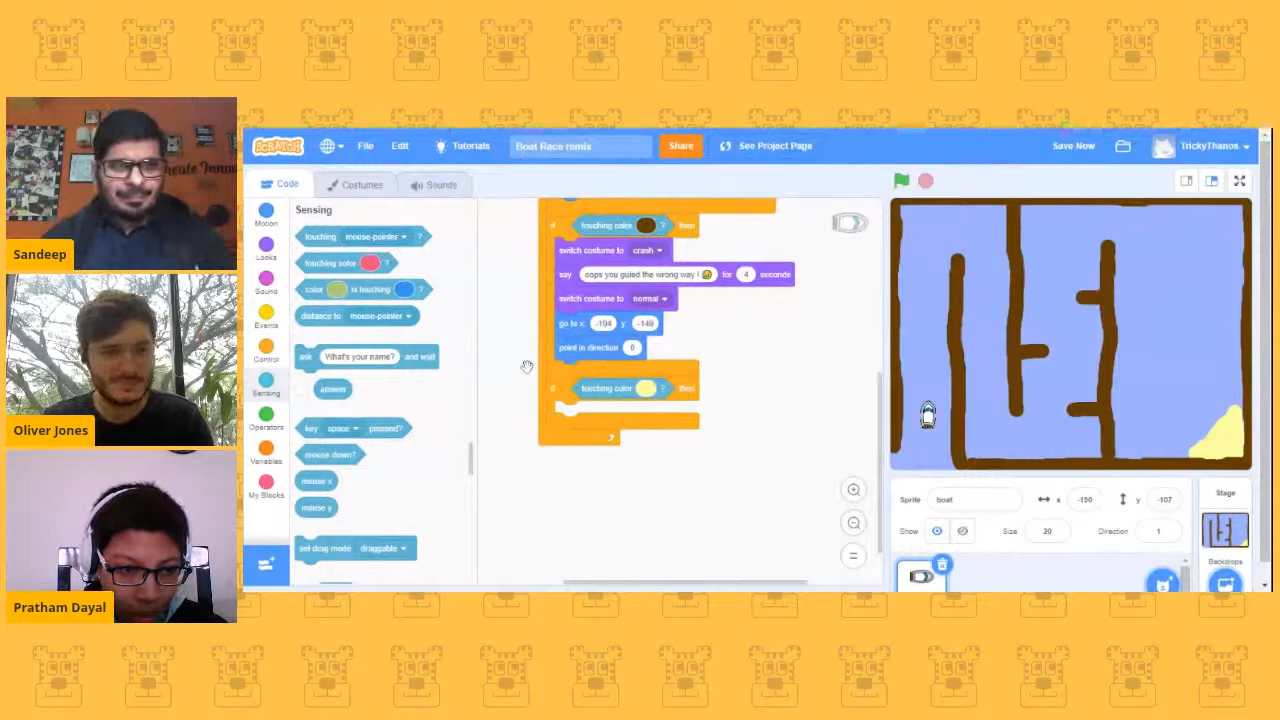 Sandeep
Oliver Jones
Pratham Dayal
SCRATCH
File
Edit
Tutorials
Boat Race remix
Share
See Project Page
Save Now
TrickyThanos
Code
Costumes
Sounds
Motion
Looks
Sound
Events
Control
Sensing
Operators
Variables
My Blocks
Sensing
touching mouse-pointer ?
touching color ?
color is touching ?
distance to mouse-pointer
ask What's your name? and wait
answer
key space pressed?
mouse down?
mouse x
mouse y
set drag mode draggable
if touching color ? then
switch costume to crash
say oops you guied the wrong way ! 🤣 for 4 seconds
switch costume to normal
go to x: -194 y: -149
point in direction 0
if touching color ? then
Sprite boat x -190 y -107
Show Size 20 Direction 1
Stage
Backdrops